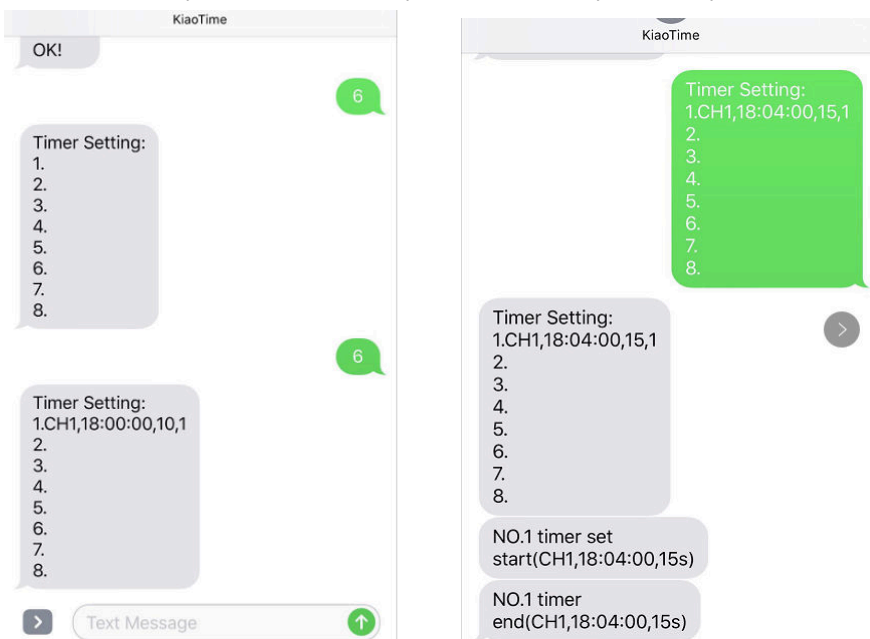 KiaoTime
OK!
6
Timer Setting:
1.
2.
3.
4.
5.
6.
7.
8.
6
Timer Setting:
1.CH1,18:00:00,10,1
2.
3.
4.
5.
6.
7.
8.
Text Message
KiaoTime
Timer Setting:
1.CH1,18:04:00,15,1
2.
3.
4.
5.
6.
7.
8.
Timer Setting:
1.CH1,18:04:00,15,1
2.
3.
4.
5.
6.
7.
8.
NO.1 timer set
start(CH1,18:04:00,15s)
NO.1 timer
end(CH1,18:04:00,15s)